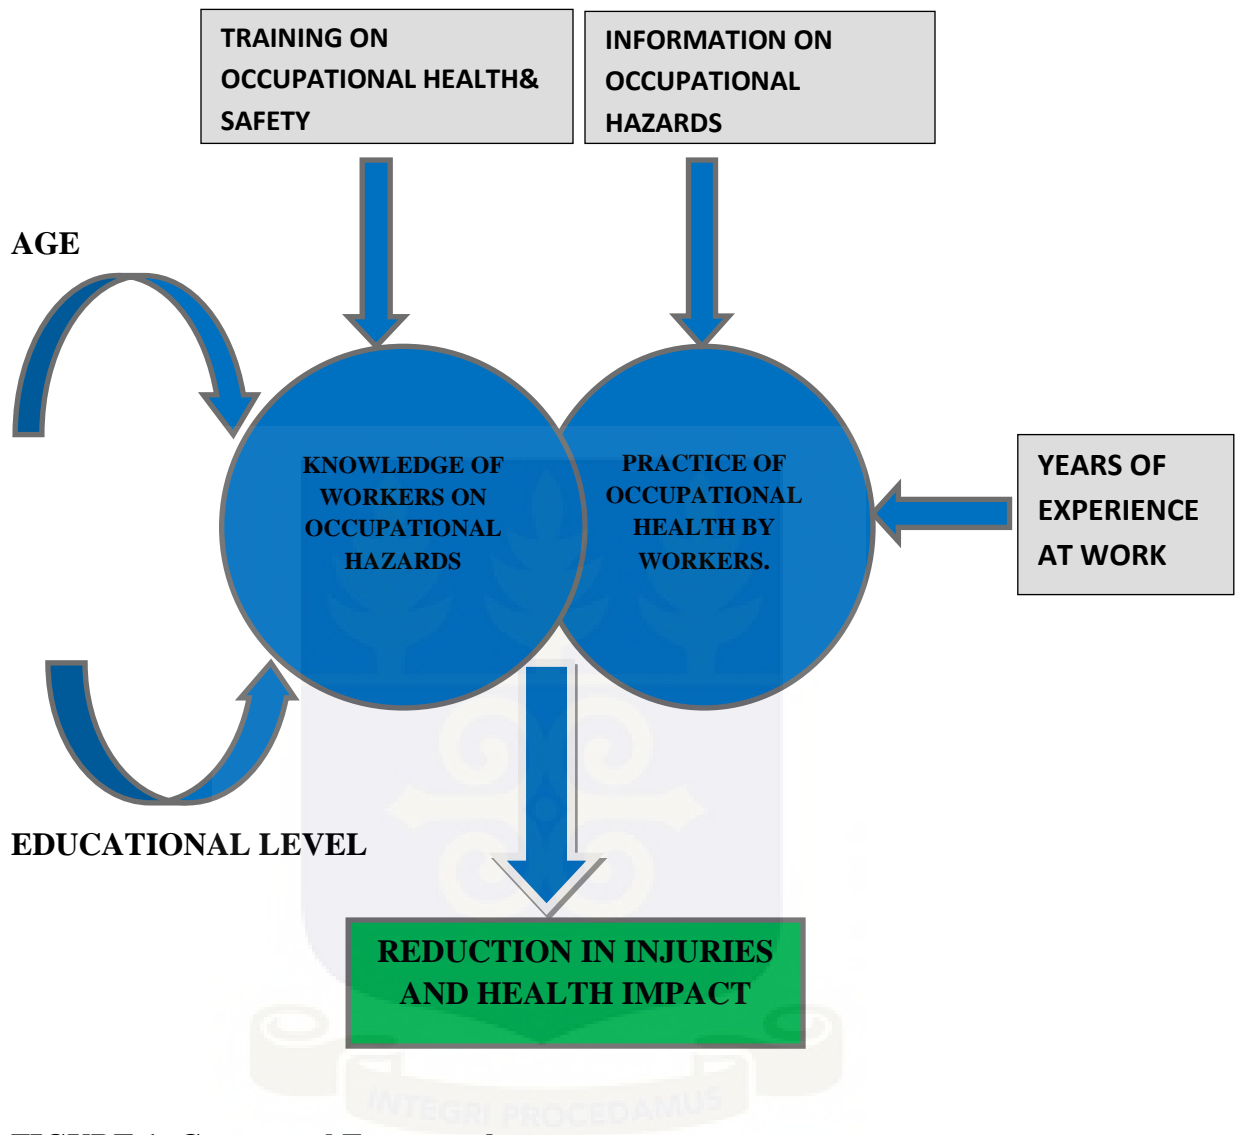 TRAINING ON
OCCUPATIONAL HEALTH&
SAFETY
INFORMATION ON
OCCUPATIONAL
HAZARDS
AGE
KNOWLEDGE OF
WORKERS ON
OCCUPATIONAL
HAZARDS
PRACTICE OF
OCCUPATIONAL
HEALTH BY
WORKERS.
YEARS OF
EXPERIENCE
AT WORK
EDUCATIONAL LEVEL
REDUCTION IN INJURIES
AND HEALTH IMPACT
INTEGRI PROCEDAMUS